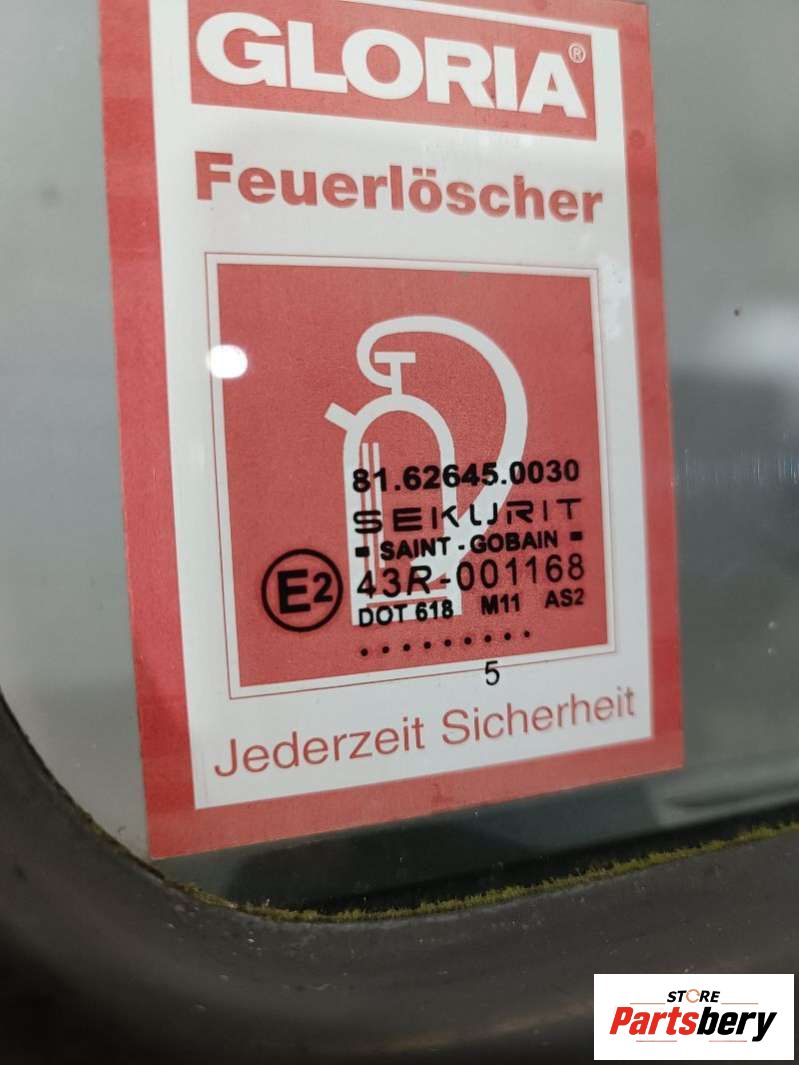 GLORIA®
Feuerlöscher
81.62645.0030
SEKURIT
SAINT - GOBAIN
E2
43R-001168
DOT 618 M11 AS2
.........
5
Jederzeit Sicherheit
STORE
Partsbery